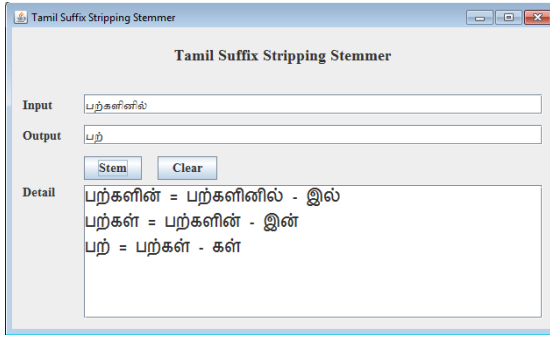 Tamil Suffix Stripping Stemmer
Tamil Suffix Stripping Stemmer
Input பற்களினில்
Output பற்
Stem Clear
Detail
பற்களின் = பற்களினில் - இல்
பற்கள் = பற்களின் - இன்
பற் = பற்கள் - கள்